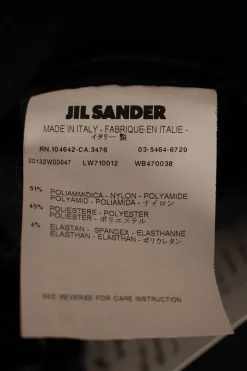 JIL SANDER
MADE IN ITALY - FABRIQUE EN ITALIE -
イタリー 製
RN.104642-CA.3476 03-5464-6729
20132W00647 LW710012 WB470038
51% POLIAMMIDICA - NYLON - POLYAMIDE
POLYAMID - POLIAMIDA - ナイロン
45% POLIESTERE - POLYESTER
POLIESTER - ポリエステル
4% ELASTAN - SPANDEX - ELASTHANNE
ELASTHAN - ELASTHAN - ポリウレタン
SEE REVERSE FOR CARE INSTRUCTION